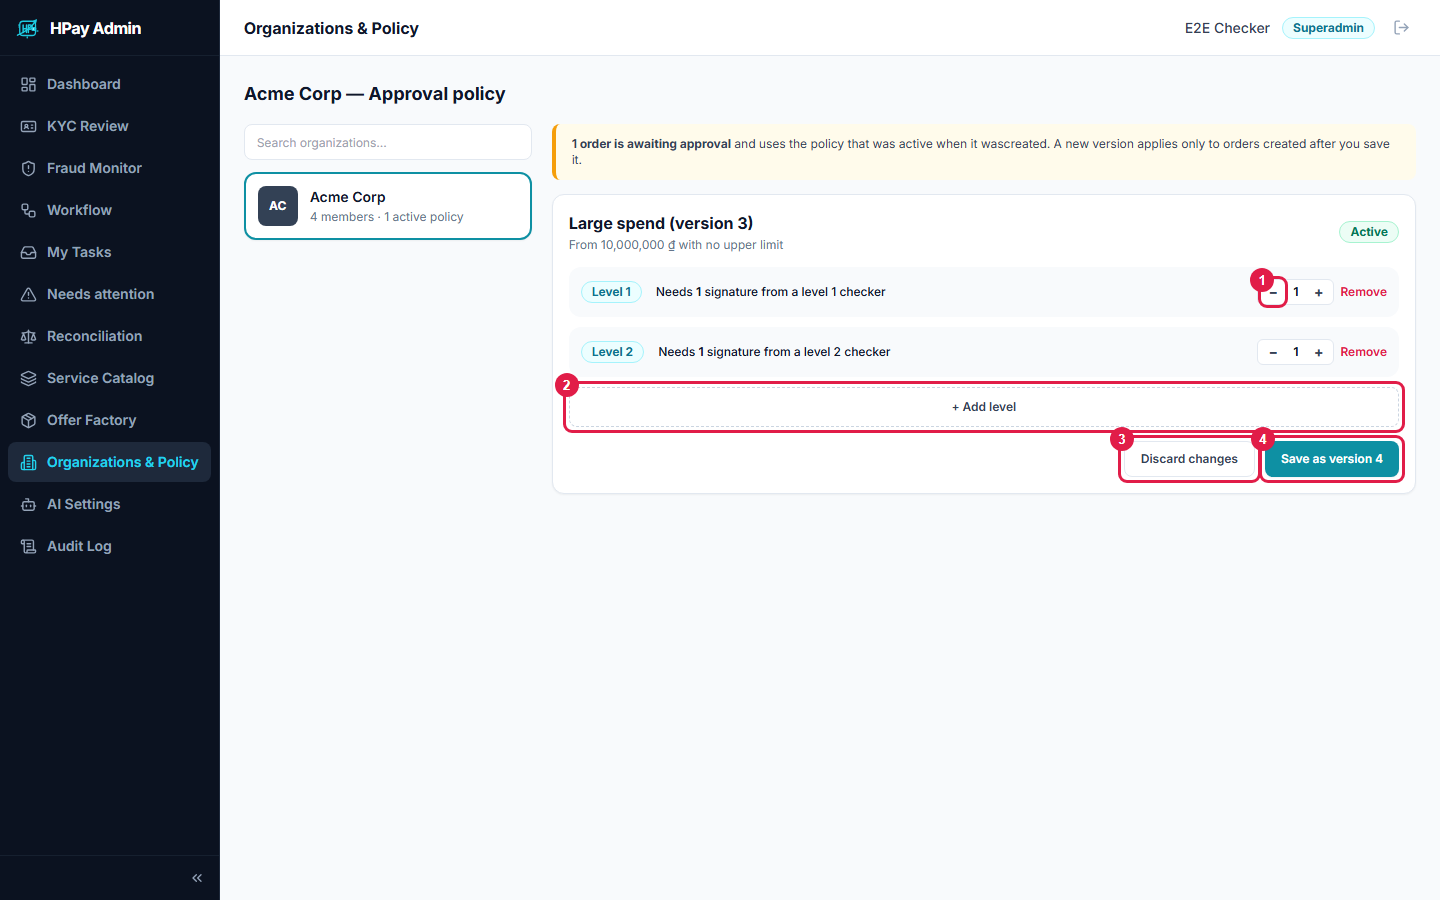 HPay Admin
Organizations & Policy
E2E Checker
Superadmin
Dashboard
KYC Review
Fraud Monitor
Workflow
My Tasks
Needs attention
Reconciliation
Service Catalog
Offer Factory
Organizations & Policy
AI Settings
Audit Log
Acme Corp — Approval policy
Search organizations...
AC
Acme Corp
4 members · 1 active policy
1 order is awaiting approval and uses the policy that was active when it wascreated. A new version applies only to orders created after you save
it.
Large spend (version 3)
From 10,000,000 ₫ with no upper limit
Active
Level 1 Needs 1 signature from a level 1 checker
1
− 1 + Remove
Level 2 Needs 1 signature from a level 2 checker
− 1 + Remove
2
+ Add level
3
Discard changes
4
Save as version 4